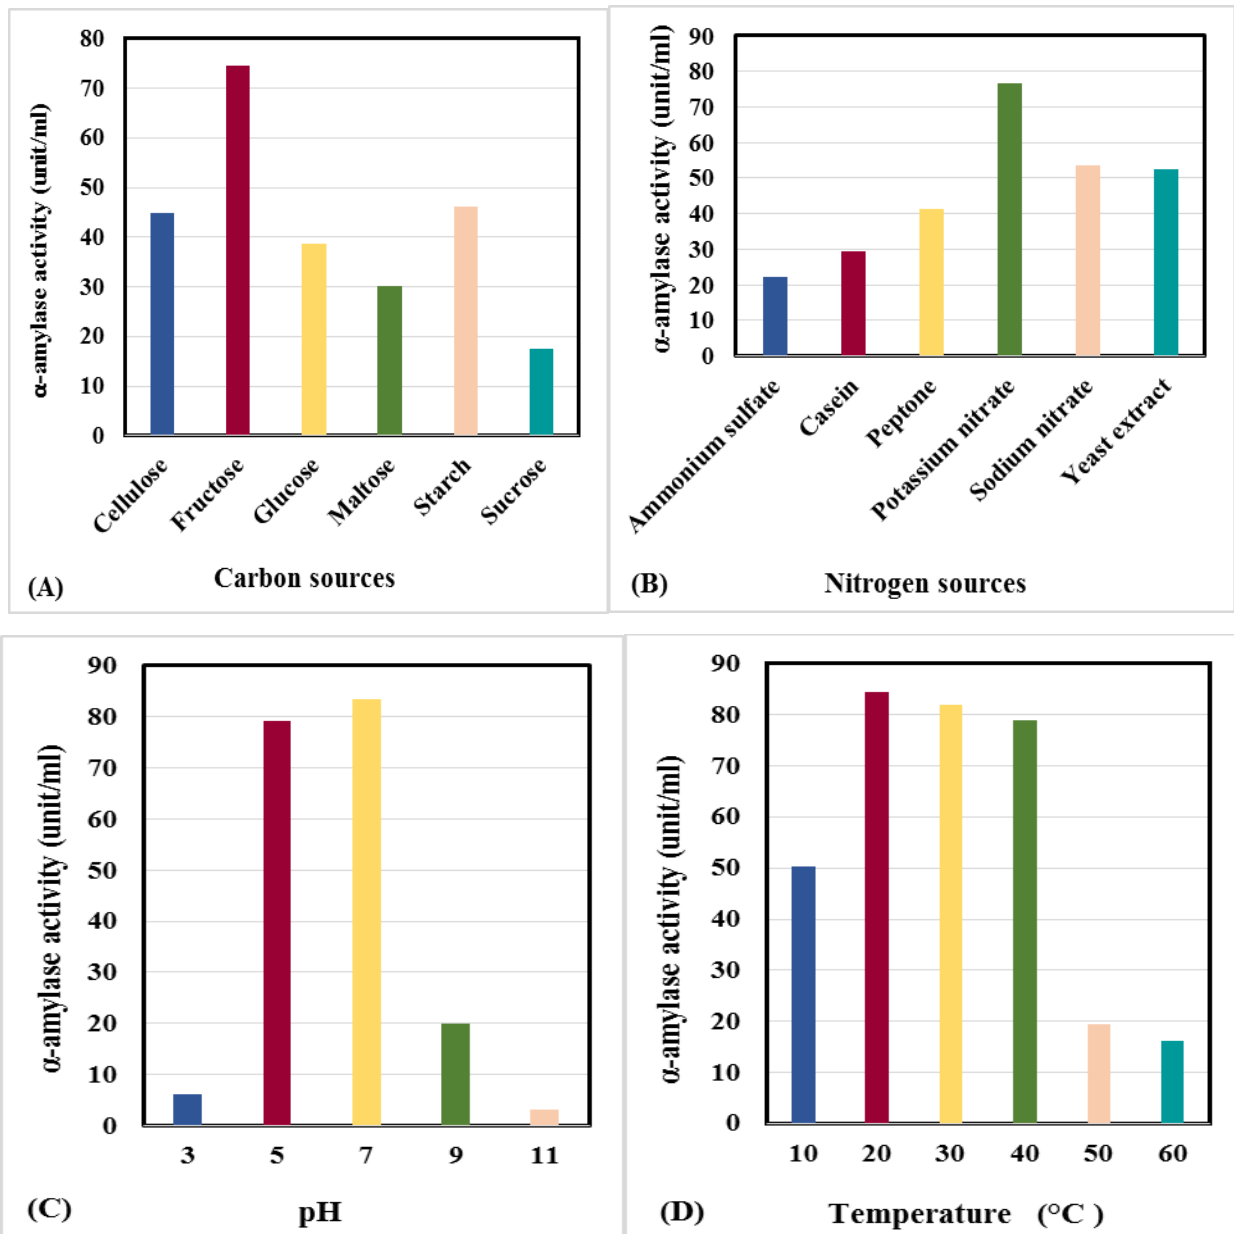 α-amylase activity (unit/ml)
80
70
60
50
40
30
20
10
0
Cellulose
Fructose
Glucose
Maltose
Starch
Sucrose
Carbon sources
(A)
α-amylase activity (unit/ml)
90
80
70
60
50
40
30
20
10
0
Ammonium sulfate
Casein
Peptone
Potassium nitrate
Sodium nitrate
Yeast extract
Nitrogen sources
(B)
α-amylase activity (unit/ml)
90
80
70
60
50
40
30
20
10
0
3 5 7 9 11
pH
(C)
α-amylase activity (unit/ml)
90
80
70
60
50
40
30
20
10
0
10 20 30 40 50 60
Temperature (°C )
(D)